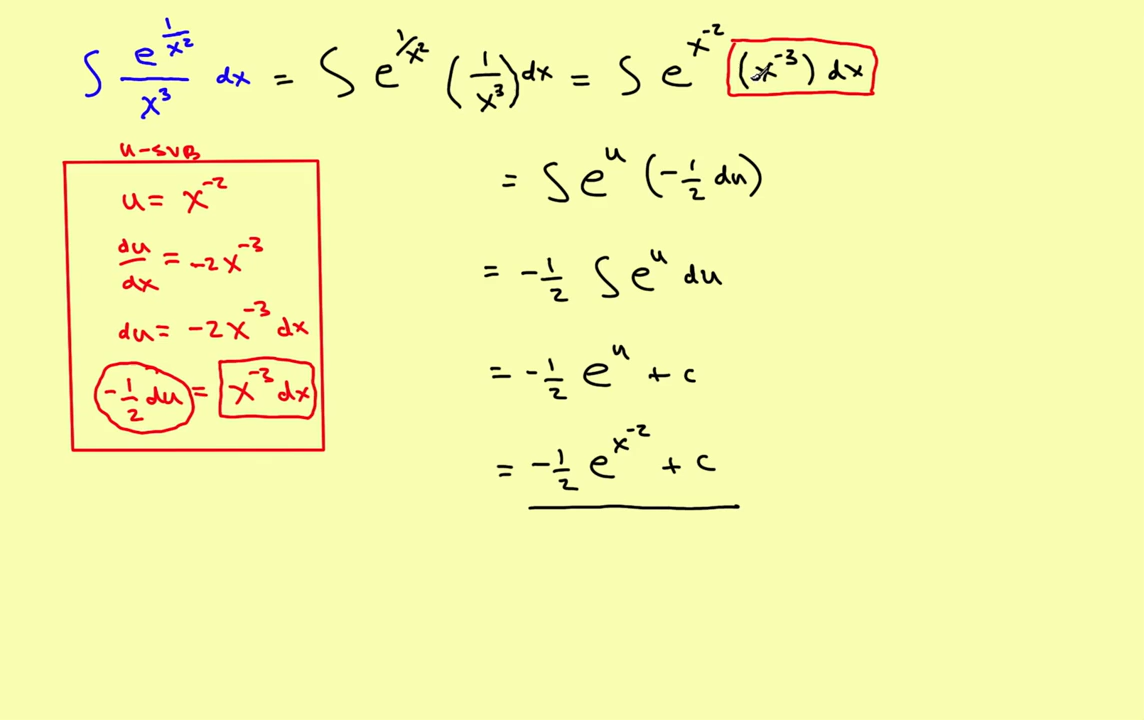 ∫ e^(1/x²)/x³ dx = ∫ e^(1/x²) (1/x³) dx = ∫ e^(x⁻²) (x⁻³) dx
= ∫ e^u (-1/2 du)
= -1/2 ∫ e^u du
= -1/2 e^u + c
= -1/2 e^(x⁻²) + c
u-SUB
u = x⁻²
du/dx = -2x⁻³
du = -2x⁻³ dx
-1/2 du = x⁻³ dx